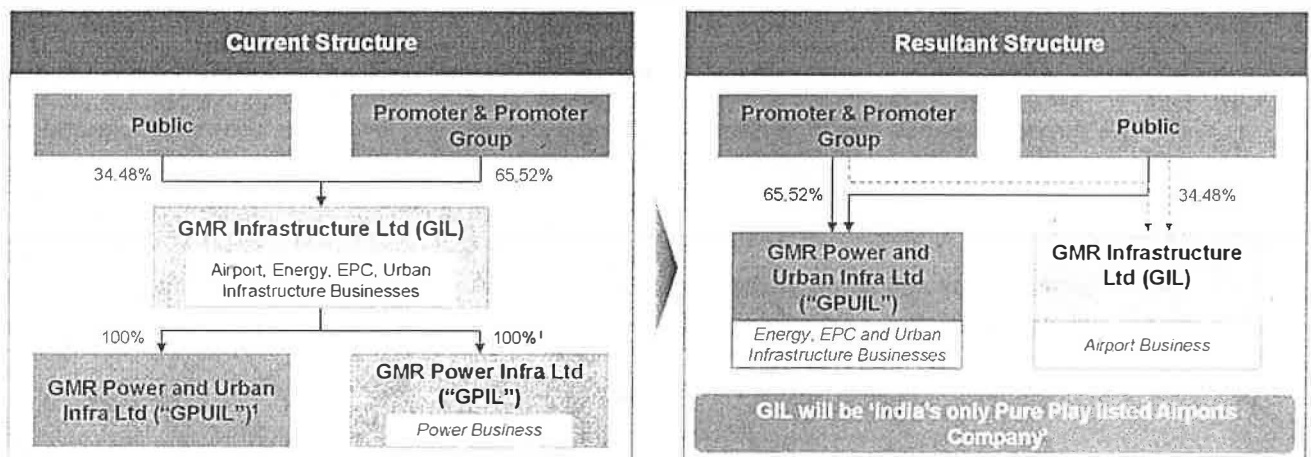 Current Structure
Public
Promoter & Promoter
Group
34.48%
65.52%
GMR Infrastructure Ltd (GIL)
Airport, Energy, EPC, Urban
Infrastructure Businesses
100%
100%¹
GMR Power and Urban
Infra Ltd ("GPUIL")¹
GMR Power Infra Ltd
("GPIL")
Power Business
Resultant Structure
Promoter & Promoter
Group
Public
65.52%
34.48%
GMR Power and
Urban Infra Ltd
("GPUIL")
Energy, EPC and Urban
Infrastructure Businesses
GMR Infrastructure
Ltd (GIL)
Airport Business
GIL will be 'India's only Pure Play listed Airports
Company'